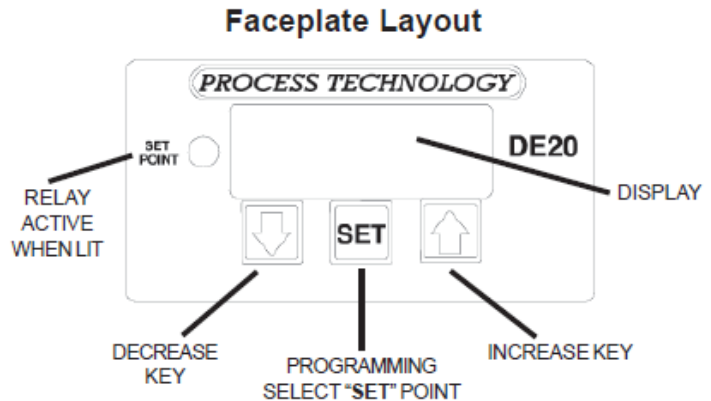 Faceplate Layout
PROCESS TECHNOLOGY
SET
POINT
DE20
RELAY
ACTIVE
WHEN LIT
DISPLAY
SET
DECREASE
KEY
PROGRAMMING
SELECT “SET” POINT
INCREASE KEY